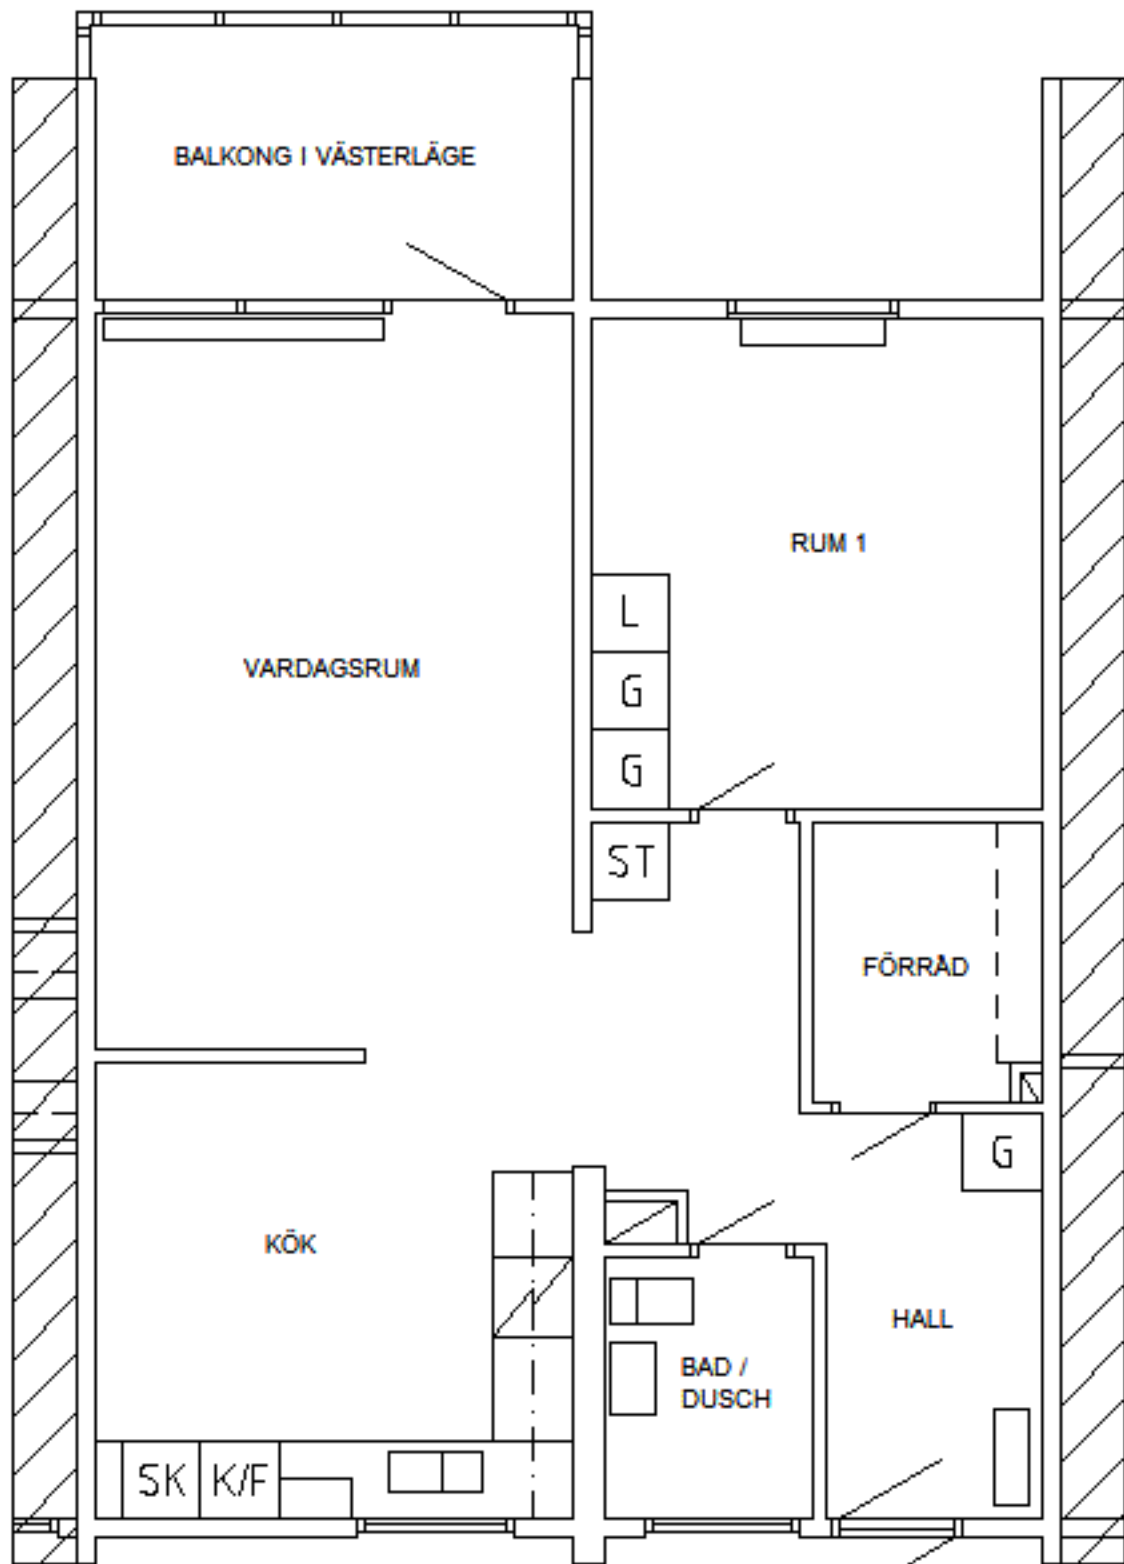 BALKONG I VÄSTERLÄGE
RUM 1
L
VARDAGSRUM
G
G
ST
FÖRRÅD
G
KÖK
HALL
BAD /
DUSCH
SK
K/F